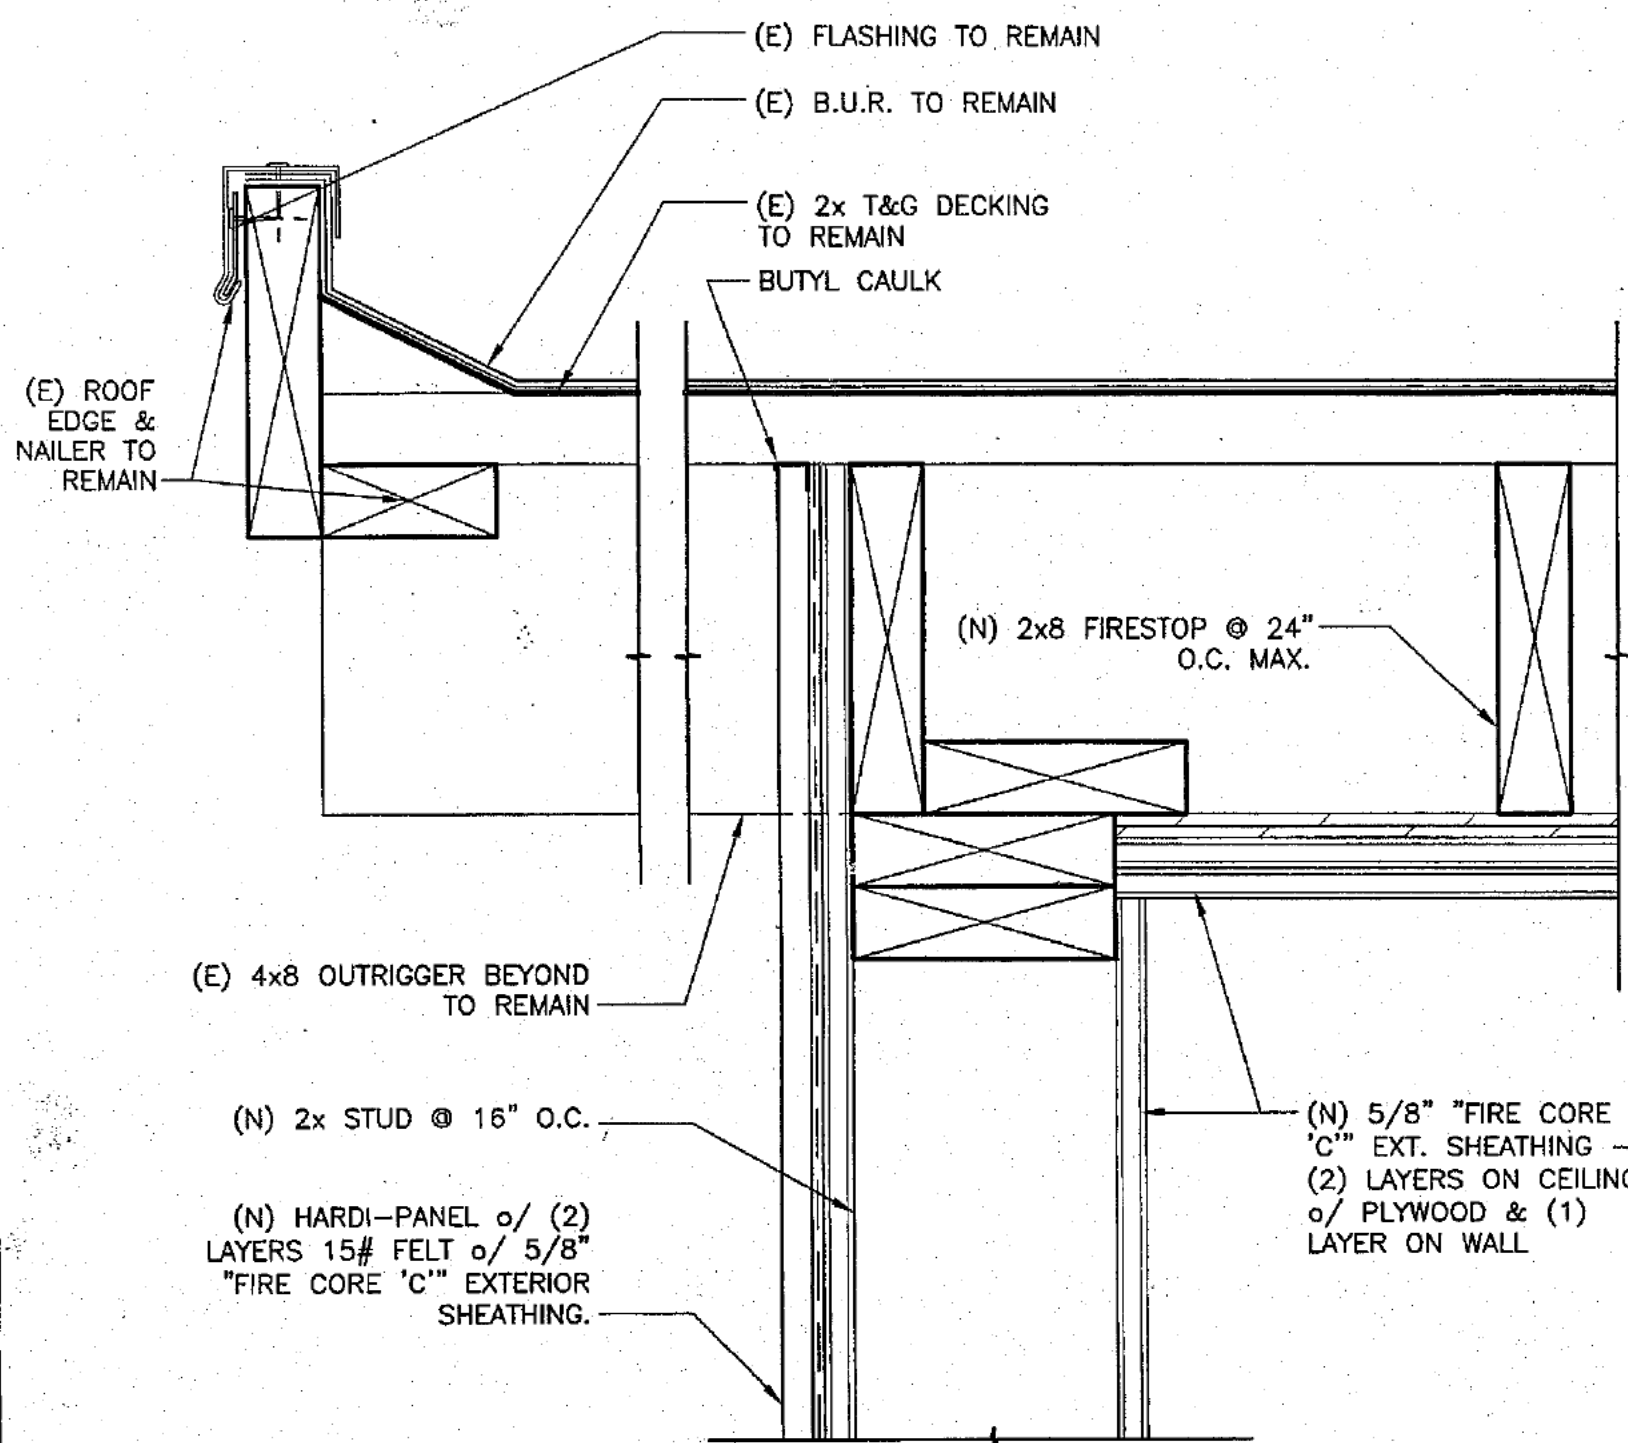 (E) FLASHING TO REMAIN
(E) B.U.R. TO REMAIN
(E) 2x T&G DECKING
TO REMAIN
BUTYL CAULK
(E) ROOF
EDGE &
NAILER TO
REMAIN
(N) 2x8 FIRESTOP @ 24"
O.C. MAX.
(E) 4x8 OUTRIGGER BEYOND
TO REMAIN
(N) 2x STUD @ 16" O.C.
(N) HARDI-PANEL o/ (2)
LAYERS 15# FELT o/ 5/8"
"FIRE CORE 'C'" EXTERIOR
SHEATHING.
(N) 5/8" "FIRE CORE
'C'" EXT. SHEATHING -
(2) LAYERS ON CEILING
o/ PLYWOOD & (1)
LAYER ON WALL